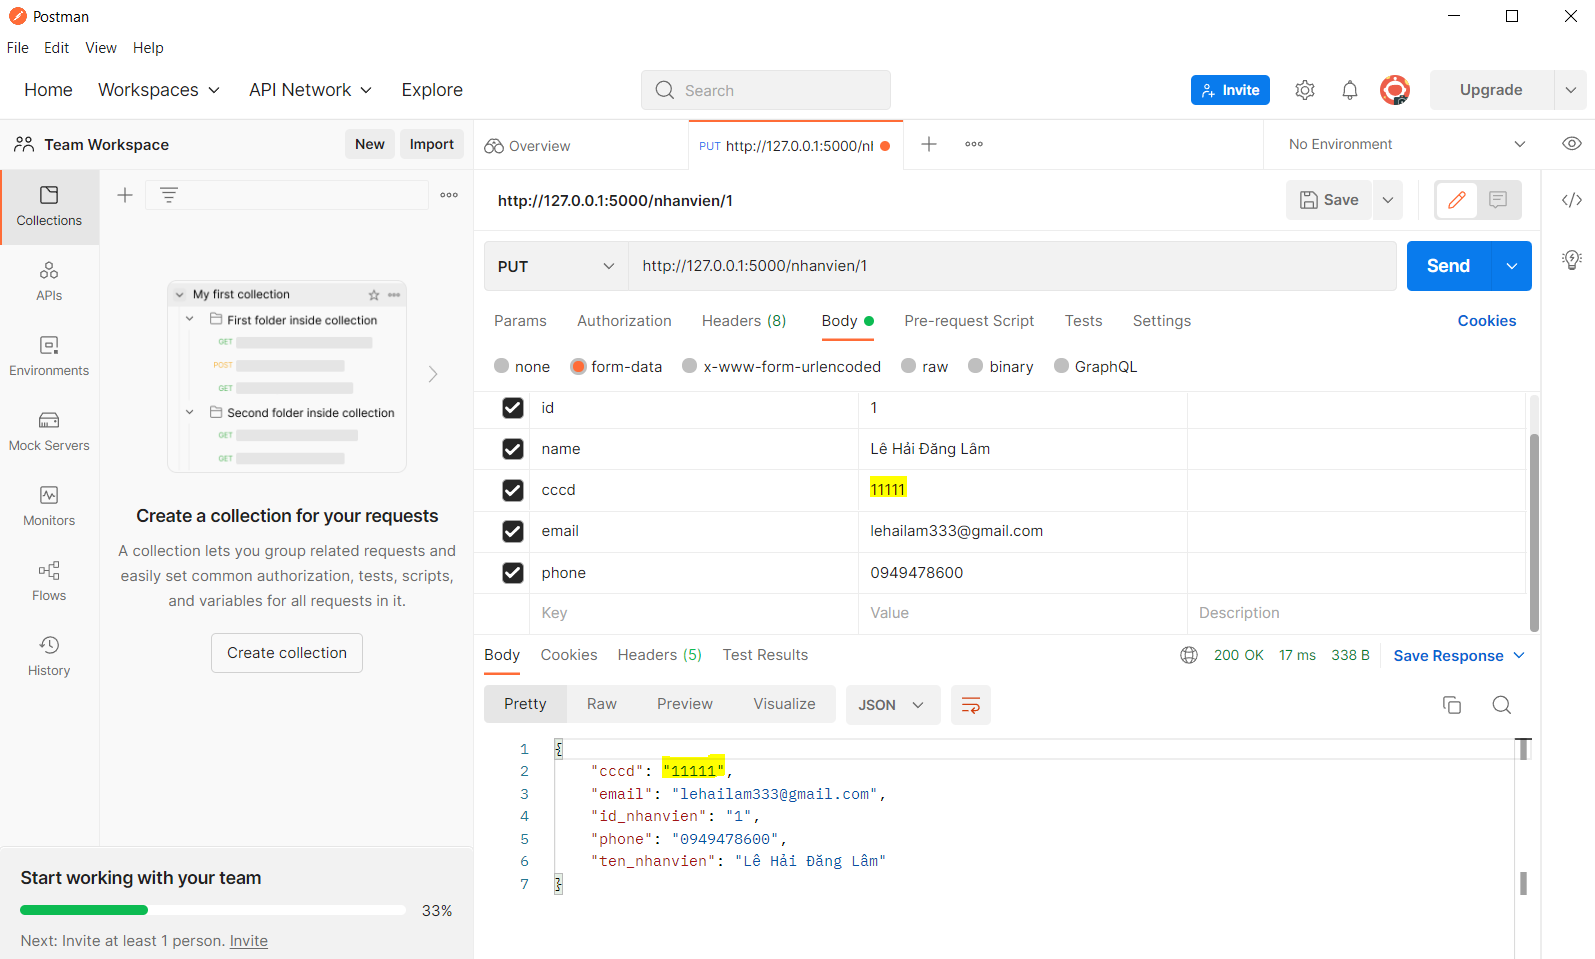 Postman
File Edit View Help
Home Workspaces API Network Explore
Search
Invite
Upgrade
Team Workspace
New Import
Overview
PUT http://127.0.0.1:5000/nl
No Environment
Collections
APIs
Environments
Mock Servers
Monitors
Flows
History
My first collection
First folder inside collection
GET
POST
GET
Second folder inside collection
GET
GET
Create a collection for your requests
A collection lets you group related requests and
easily set common authorization, tests, scripts,
and variables for all requests in it.
Create collection
Start working with your team
33%
Next: Invite at least 1 person. Invite
http://127.0.0.1:5000/nhanvien/1
Save
PUT http://127.0.0.1:5000/nhanvien/1
Send
Params Authorization Headers (8) Body Pre-request Script Tests Settings Cookies
none form-data x-www-form-urlencoded raw binary GraphQL
id 1
name Lê Hải Đăng Lâm
cccd 11111
email lehailam333@gmail.com
phone 0949478600
Key Value Description
Body Cookies Headers (5) Test Results
200 OK 17 ms 338 B Save Response
Pretty Raw Preview Visualize JSON
1 {
2 "cccd": "11111",
3 "email": "lehailam333@gmail.com",
4 "id_nhanvien": "1",
5 "phone": "0949478600",
6 "ten_nhanvien": "Lê Hải Đăng Lâm"
7 }